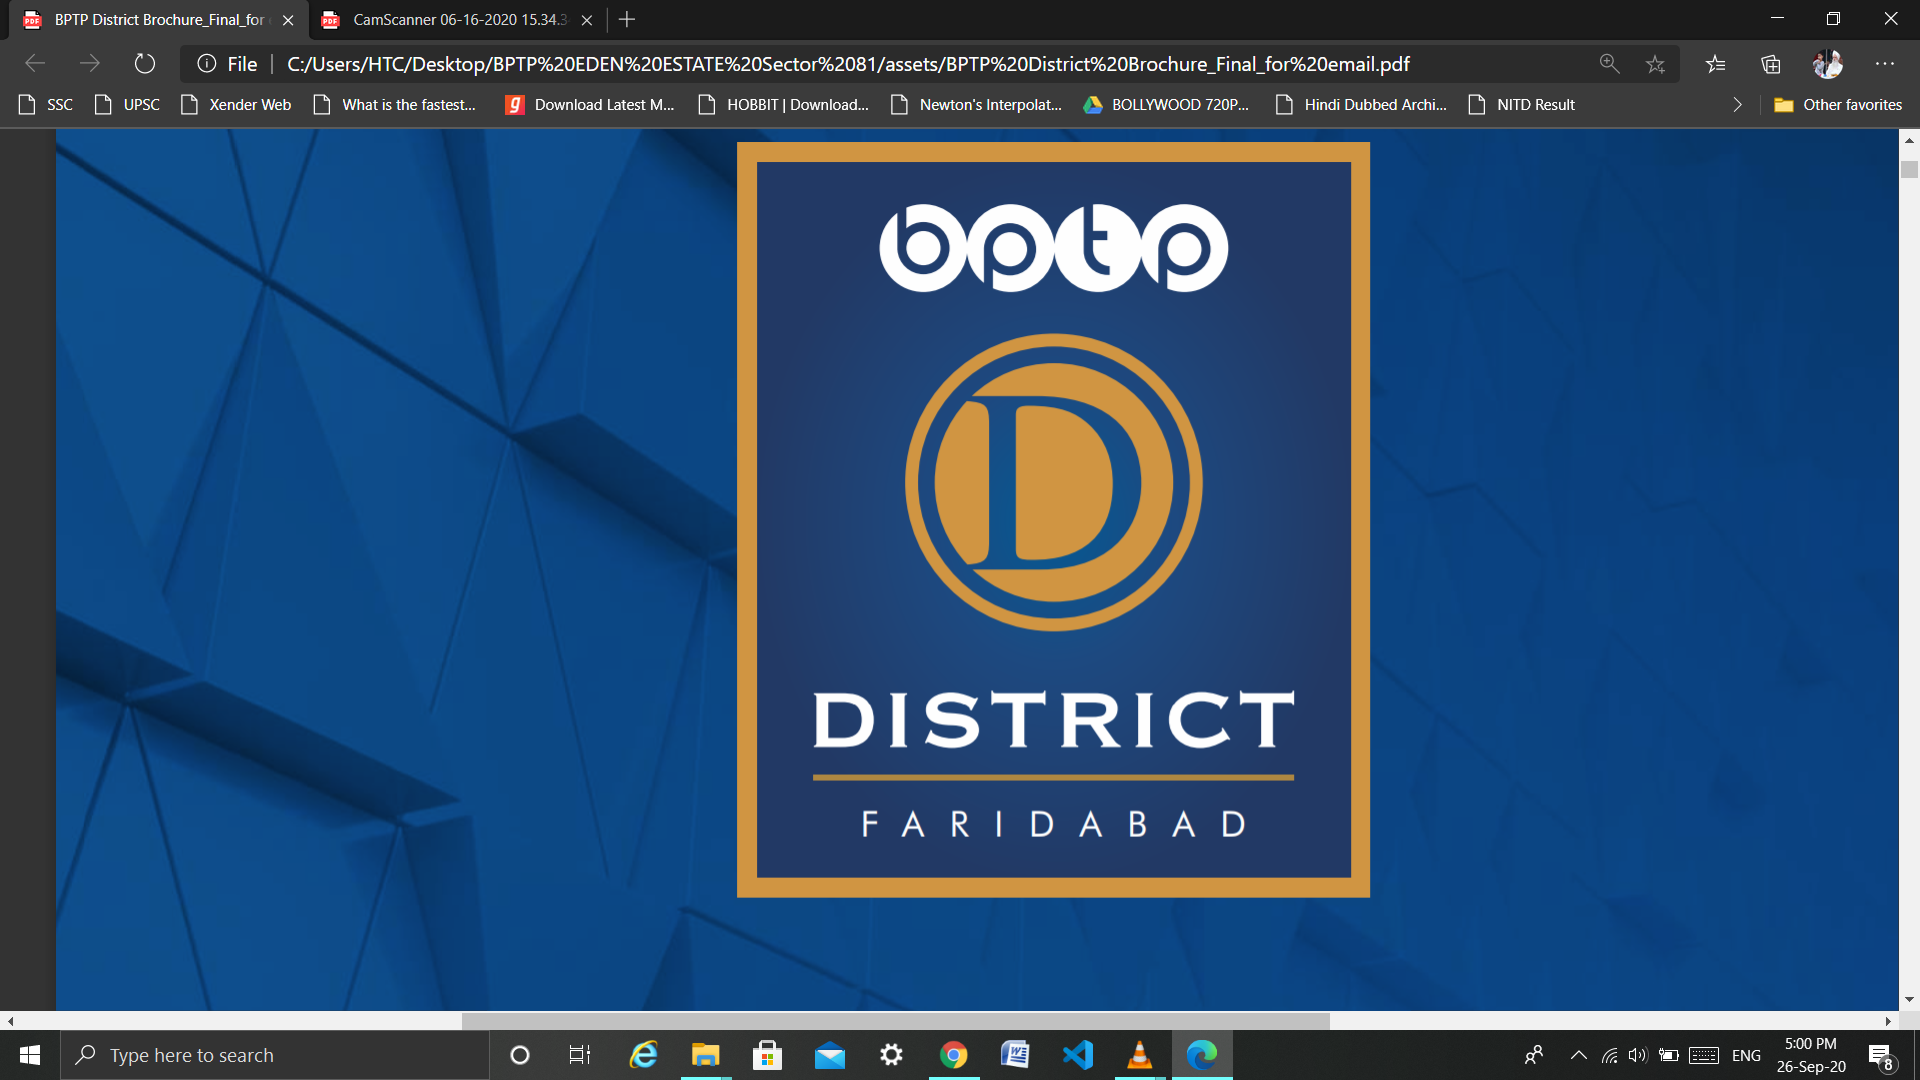 BPTP District Brochure_Final_for
CamScanner 06-16-2020 15.34.3
File
C:/Users/HTC/Desktop/BPTP%20EDEN%20ESTATE%20Sector%2081/assets/BPTP%20District%20Brochure_Final_for%20email.pdf
SSC
UPSC
Xender Web
What is the fastest...
Download Latest M...
HOBBIT | Download...
Newton's Interpolat...
BOLLYWOOD 720P...
Hindi Dubbed Archi...
NITD Result
Other favorites
bptp
D
DISTRICT
FARIDABAD
Type here to search
ENG
5:00 PM
26-Sep-20
8